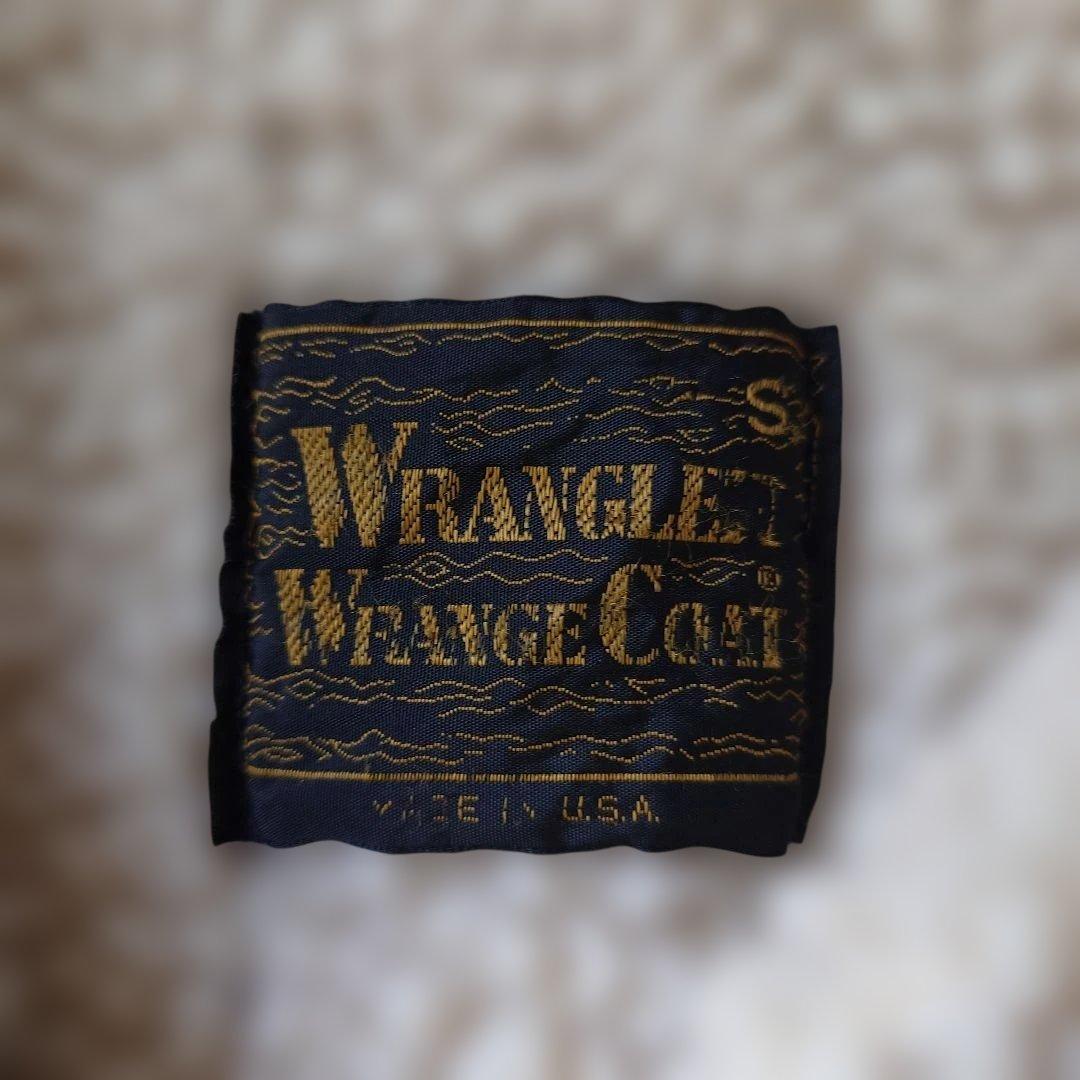 S
WRANGLER
WRANGE COAT
®
MADE IN U.S.A.